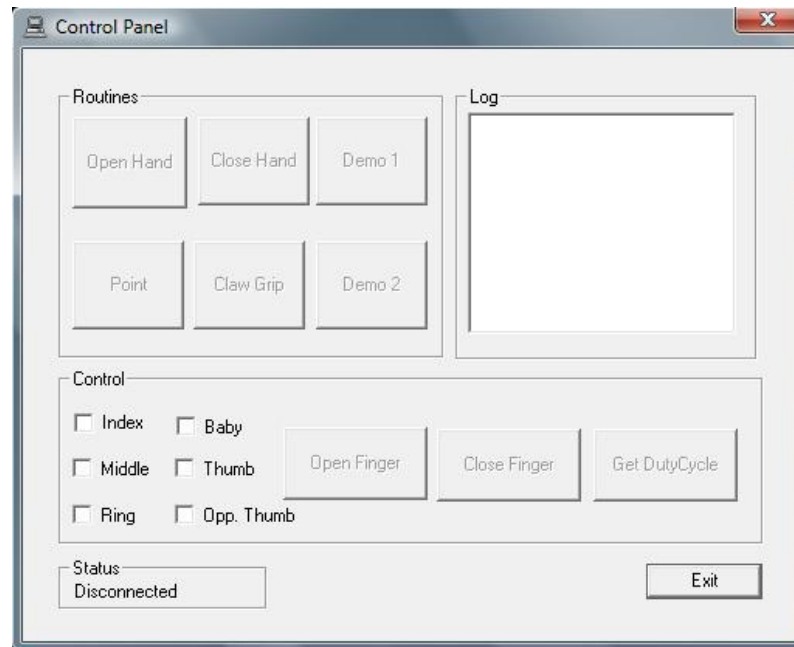 Control Panel
Routines
Log
Open Hand
Close Hand
Demo 1
Point
Claw Grip
Demo 2
Control
Index
Baby
Middle
Thumb
Ring
Opp. Thumb
Open Finger
Close Finger
Get DutyCycle
Status
Disconnected
Exit